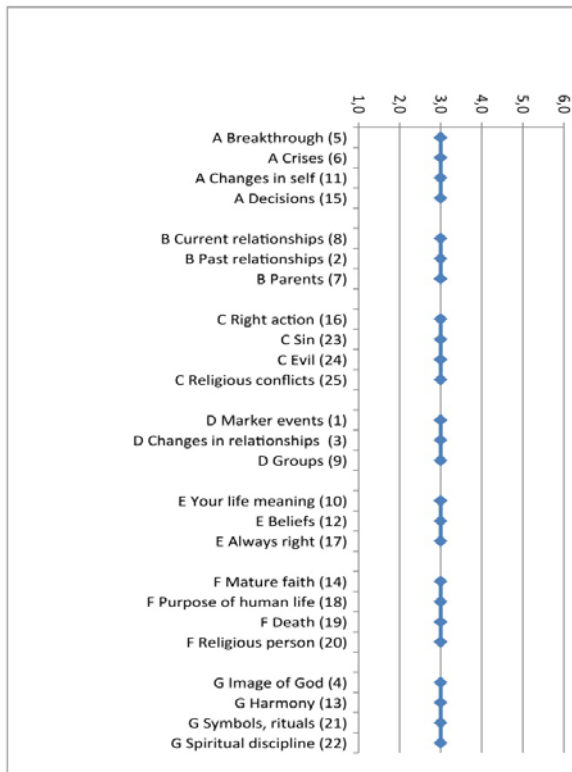 1,0 2,0 3,0 4,0 5,0 6,0
A Breakthrough (5)
A Crises (6)
A Changes in self (11)
A Decisions (15)
B Current relationships (8)
B Past relationships (2)
B Parents (7)
C Right action (16)
C Sin (23)
C Evil (24)
C Religious conflicts (25)
D Marker events (1)
D Changes in relationships (3)
D Groups (9)
E Your life meaning (10)
E Beliefs (12)
E Always right (17)
F Mature faith (14)
F Purpose of human life (18)
F Death (19)
F Religious person (20)
G Image of God (4)
G Harmony (13)
G Symbols, rituals (21)
G Spiritual discipline (22)